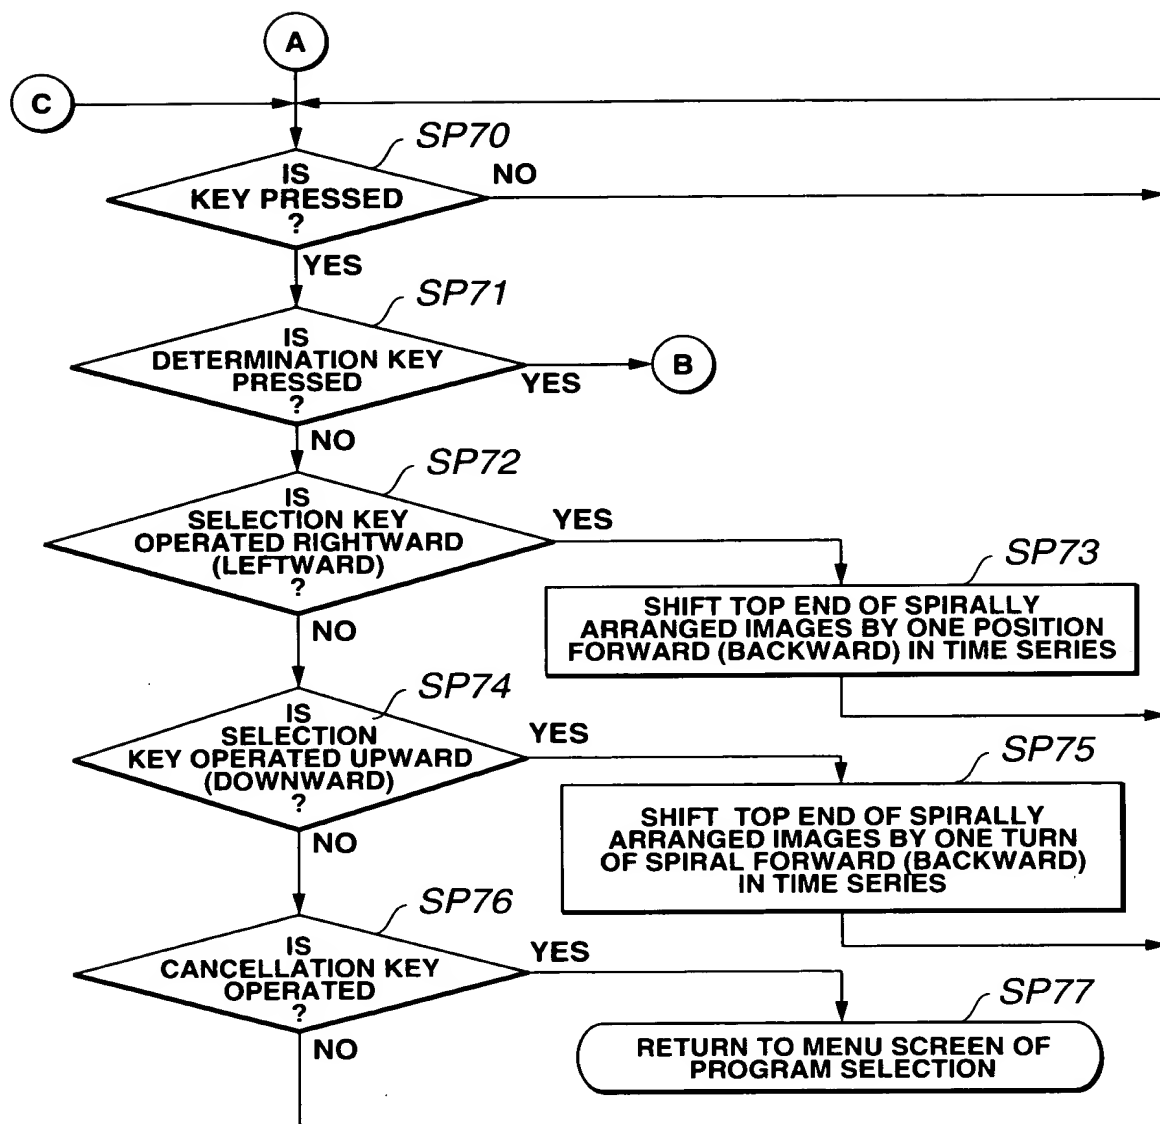 A
C
SP70
IS
KEY PRESSED
?
NO
YES
SP71
IS
DETERMINATION KEY
PRESSED
?
YES
B
NO
SP72
IS
SELECTION KEY
OPERATED RIGHTWARD
(LEFTWARD)
?
YES
NO
SP73
SHIFT TOP END OF SPIRALLY
ARRANGED IMAGES BY ONE POSITION
FORWARD (BACKWARD) IN TIME SERIES
SP74
IS
SELECTION
KEY OPERATED UPWARD
(DOWNWARD)
?
YES
NO
SP75
SHIFT TOP END OF SPIRALLY
ARRANGED IMAGES BY ONE TURN
OF SPIRAL FORWARD (BACKWARD)
IN TIME SERIES
SP76
IS
CANCELLATION KEY
OPERATED
?
YES
NO
SP77
RETURN TO MENU SCREEN OF
PROGRAM SELECTION